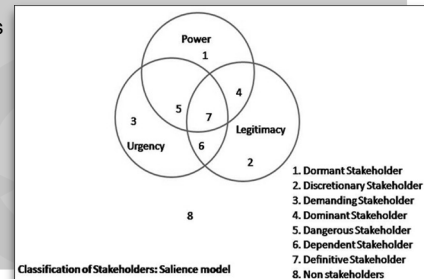 s
Power
1
4
5
7
3
Legitimacy
Urgency
6
2
8
1. Dormant Stakeholder
2. Discretionary Stakeholder
3. Demanding Stakeholder
4. Dominant Stakeholder
5. Dangerous Stakeholder
6. Dependent Stakeholder
7. Definitive Stakeholder
8. Non stakeholders
Classification of Stakeholders: Salience model